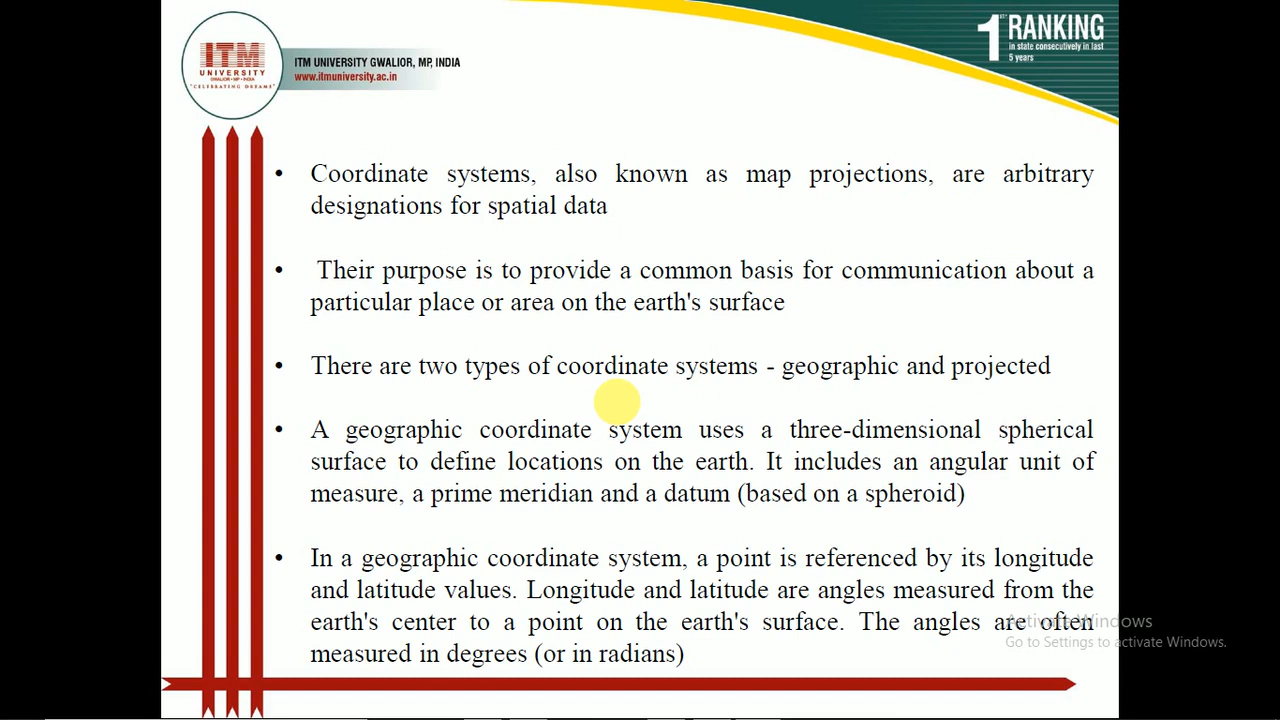 ITM
UNIVERSITY
GWALIOR • MP • INDIA
"CELEBRATING DREAMS"
ITM UNIVERSITY GWALIOR, MP, INDIA
www.itmuniversity.ac.in
1ST RANKING
in state consecutively in last
5 years
• Coordinate systems, also known as map projections, are arbitrary
designations for spatial data
• Their purpose is to provide a common basis for communication about a
particular place or area on the earth's surface
• There are two types of coordinate systems - geographic and projected
• A geographic coordinate system uses a three-dimensional spherical
surface to define locations on the earth. It includes an angular unit of
measure, a prime meridian and a datum (based on a spheroid)
• In a geographic coordinate system, a point is referenced by its longitude
and latitude values. Longitude and latitude are angles measured from the
earth's center to a point on the earth's surface. The angles are often
measured in degrees (or in radians)
Activate Windows
Go to Settings to activate Windows.